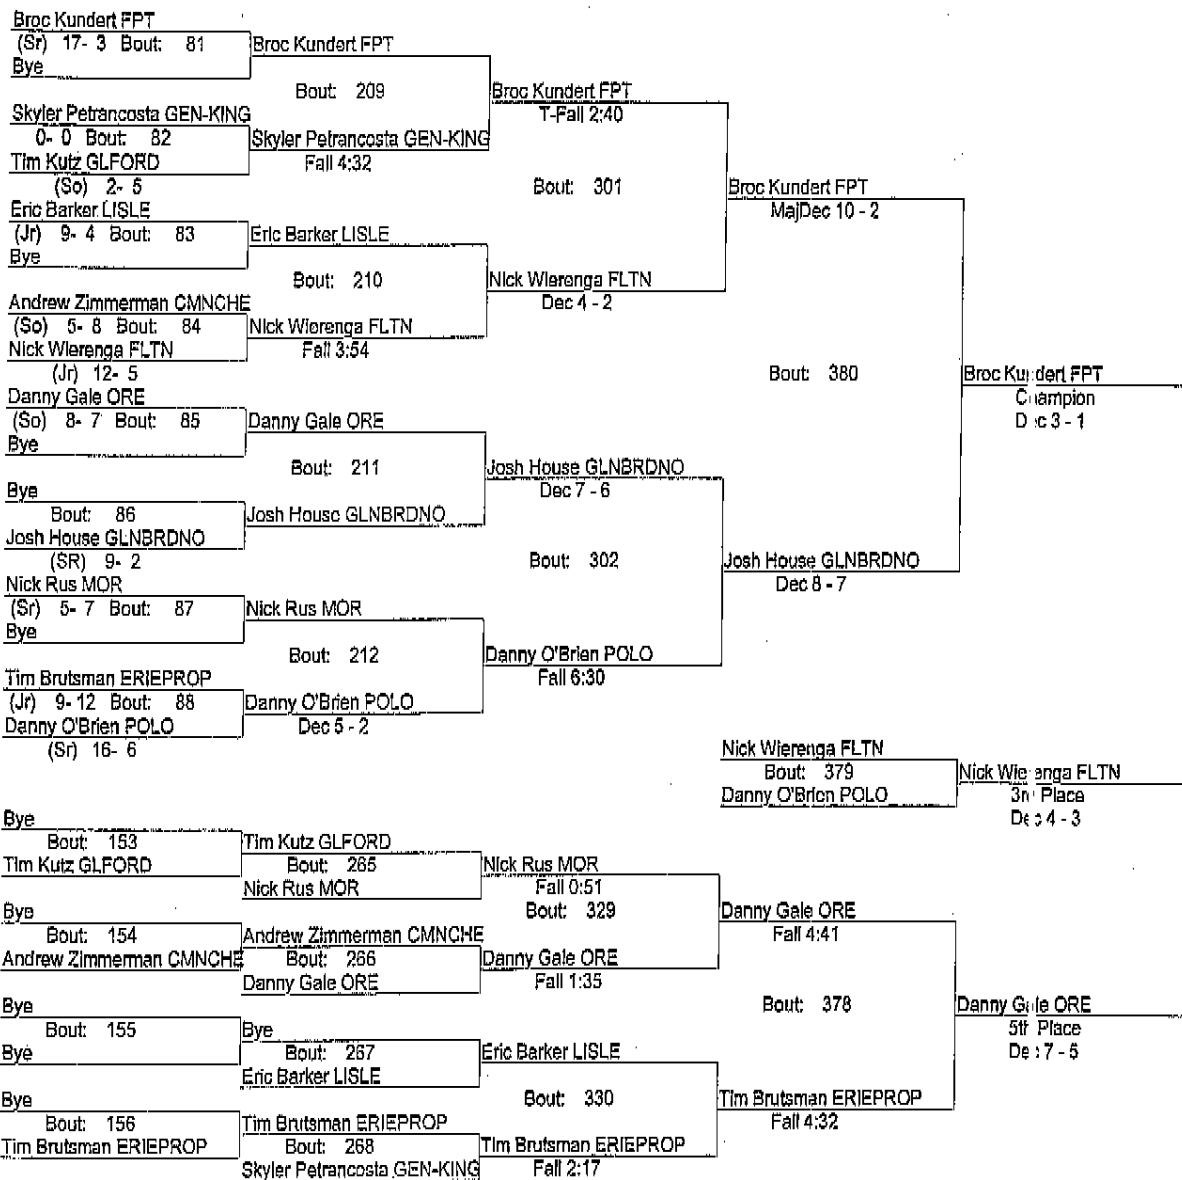 Broc Kundert FPT
(Sr) 17- 3 Bout: 81
Bye
Broc Kundert FPT
Bout: 209
Skyler Petrancosta GEN-KING
0- 0 Bout: 82
Tim Kutz GLFORD
(So) 2- 5
Skyler Petrancosta GEN-KING
Fall 4:32
Broc Kundert FPT
T-Fall 2:40
Bout: 301
Eric Barker LISLE
(Jr) 9- 4 Bout: 83
Bye
Eric Barker LISLE
Bout: 210
Andrew Zimmerman CMNCHE
(So) 5- 8 Bout: 84
Nick Wierenga FLTN
(Jr) 12- 5
Nick Wierenga FLTN
Fall 3:54
Nick Wierenga FLTN
Dec 4 - 2
Broc Kundert FPT
MajDec 10 - 2
Bout: 380
Danny Gale ORE
(So) 8- 7 Bout: 85
Bye
Danny Gale ORE
Bout: 211
Bye
Bout: 86
Josh House GLNBRDNO
(SR) 9- 2
Josh House GLNBRDNO
Josh House GLNBRDNO
Dec 7 - 6
Bout: 302
Nick Rus MOR
(Sr) 5- 7 Bout: 87
Bye
Nick Rus MOR
Bout: 212
Tim Brutsman ERIEPROP
(Jr) 9- 12 Bout: 88
Danny O'Brien POLO
(Sr) 16- 6
Danny O'Brien POLO
Dec 5 - 2
Danny O'Brien POLO
Fall 6:30
Josh House GLNBRDNO
Dec 8 - 7
Broc Kundert FPT
Champion
Dec 3 - 1
Nick Wierenga FLTN
Bout: 379
Danny O'Brien POLO
Nick Wierenga FLTN
3rd Place
Dec 4 - 3
Bye
Bout: 153
Tim Kutz GLFORD
Tim Kutz GLFORD
Bout: 265
Nick Rus MOR
Nick Rus MOR
Fall 0:51
Bout: 329
Bye
Bout: 154
Andrew Zimmerman CMNCHE
Andrew Zimmerman CMNCHE
Bout: 266
Danny Gale ORE
Danny Gale ORE
Fall 1:35
Danny Gale ORE
Fall 4:41
Bout: 378
Bye
Bout: 155
Bye
Bye
Bout: 267
Eric Barker LISLE
Eric Barker LISLE
Bout: 330
Bye
Bout: 156
Tim Brutsman ERIEPROP
Tim Brutsman ERIEPROP
Bout: 268
Skyler Petrancosta GEN-KING
Tim Brutsman ERIEPROP
Fall 2:17
Tim Brutsman ERIEPROP
Fall 4:32
Danny Gale ORE
5th Place
Dec 7 - 5